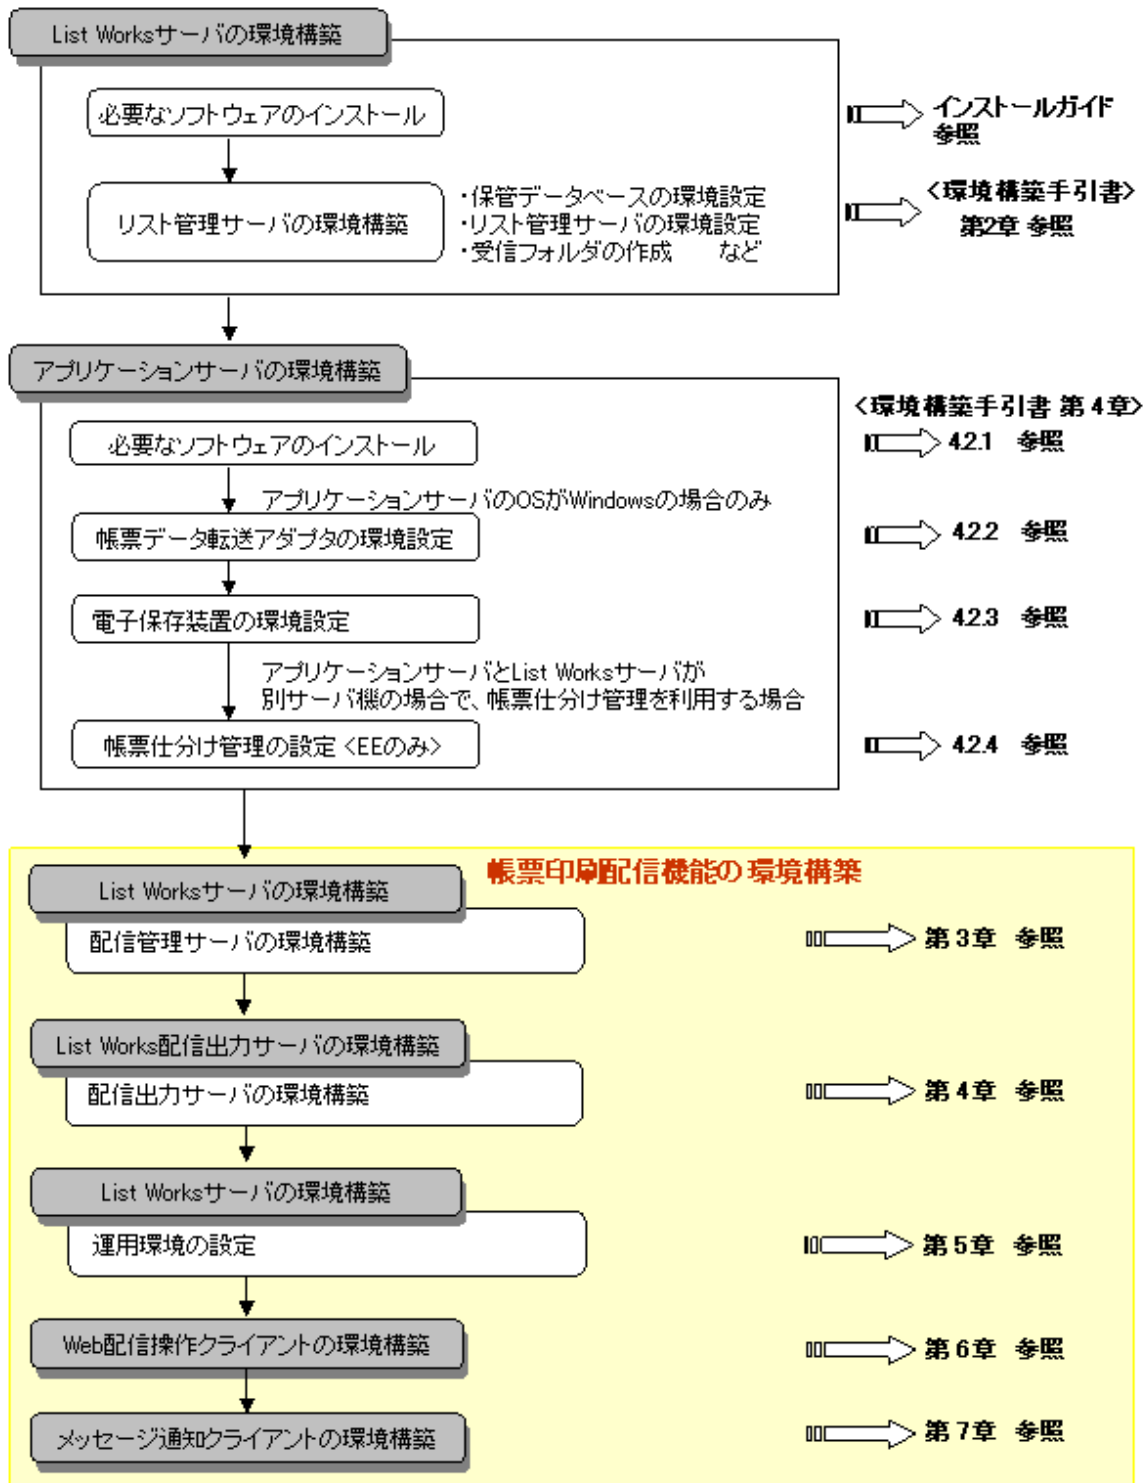 List Worksサーバの環境構築
必要なソフトウェアのインストール
インストールガイド
参照
リスト管理サーバの環境構築
・保管データベースの環境設定
・リスト管理サーバの環境設定
・受信フォルダの作成　　など
<環境構築手引書>
第2章 参照
アプリケーションサーバの環境構築
<環境構築手引書 第4章>
必要なソフトウェアのインストール
4.2.1　参照
アプリケーションサーバのOSがWindowsの場合のみ
帳票データ転送アダプタの環境設定
4.2.2　参照
電子保存装置の環境設定
4.2.3　参照
アプリケーションサーバとList Worksサーバが
別サーバ機の場合で、帳票仕分け管理を利用する場合
帳票仕分け管理の設定 <EEのみ>
4.2.4　参照
帳票印刷配信機能の環境構築
List Worksサーバの環境構築
配信管理サーバの環境構築
第3章　参照
List Works配信出力サーバの環境構築
配信出力サーバの環境構築
第4章　参照
List Worksサーバの環境構築
運用環境の設定
第5章　参照
Web配信操作クライアントの環境構築
第6章　参照
メッセージ通知クライアントの環境構築
第7章　参照